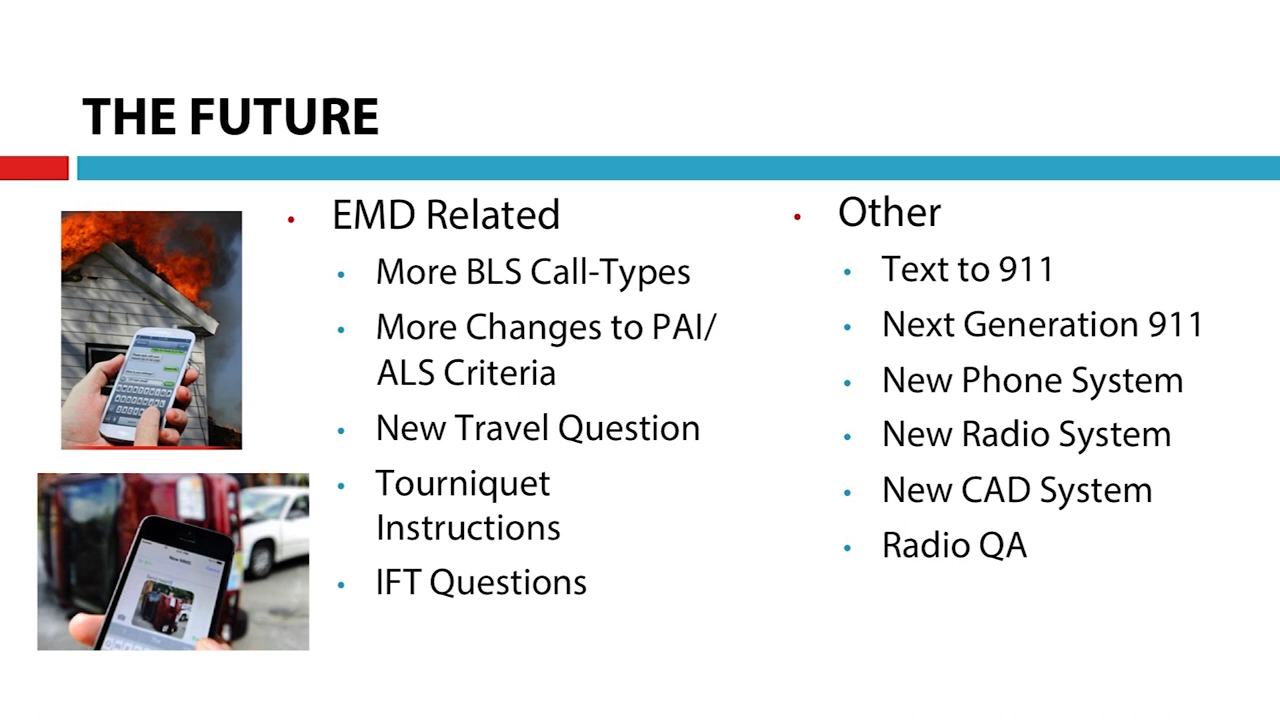 THE FUTURE
• EMD Related
• More BLS Call-Types
• More Changes to PAI/
ALS Criteria
• New Travel Question
• Tourniquet
Instructions
• IFT Questions
• Other
• Text to 911
• Next Generation 911
• New Phone System
• New Radio System
• New CAD System
• Radio QA